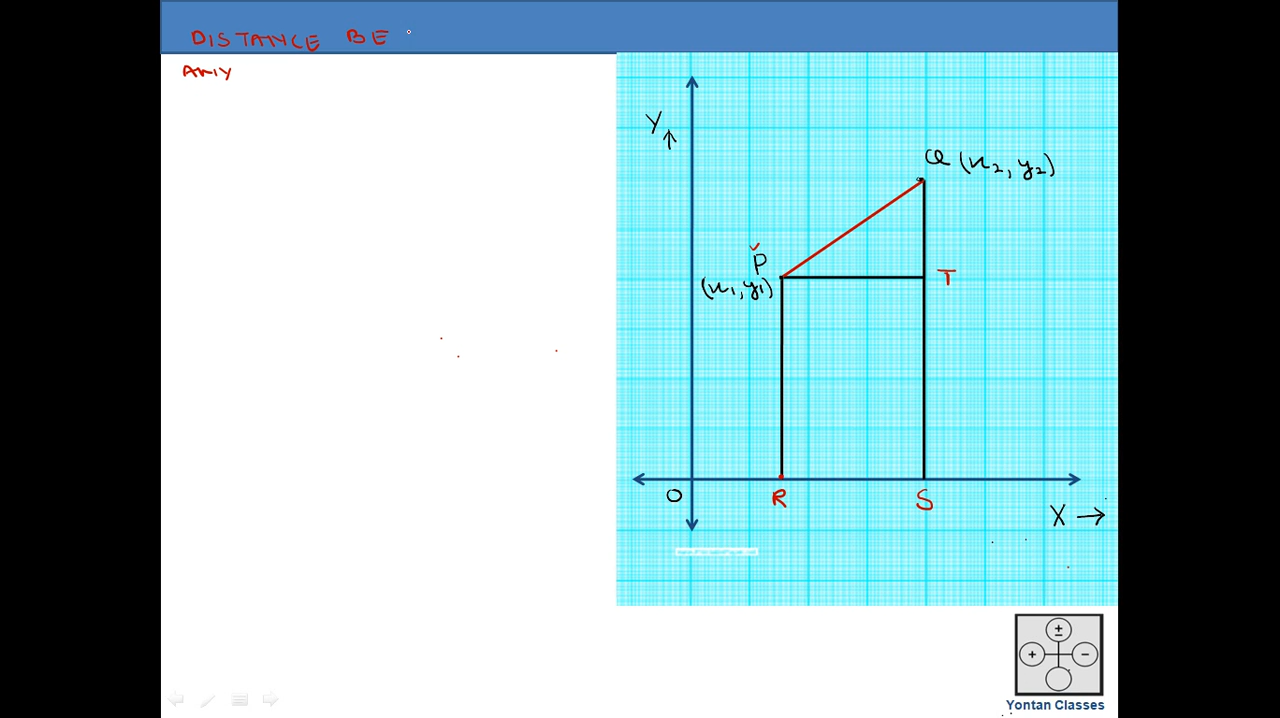 DISTANCE BE
ANY
Y
Q (x2, y2)
P
(x1, y1)
T
O
R
S
X →
Yontan Classes